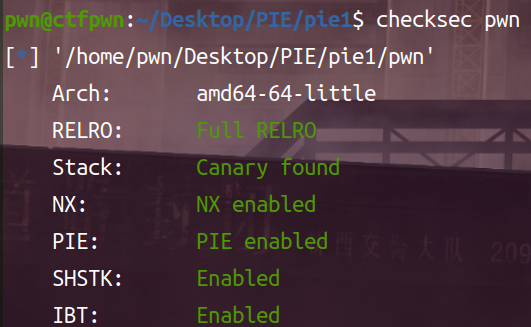 pwn@ctfpwn:~/Desktop/PIE/pie1$ checksec pwn
[*] '/home/pwn/Desktop/PIE/pie1/pwn'
Arch: amd64-64-little
RELRO: Full RELRO
Stack: Canary found
NX: NX enabled
PIE: PIE enabled
SHSTK: Enabled
IBT: Enabled